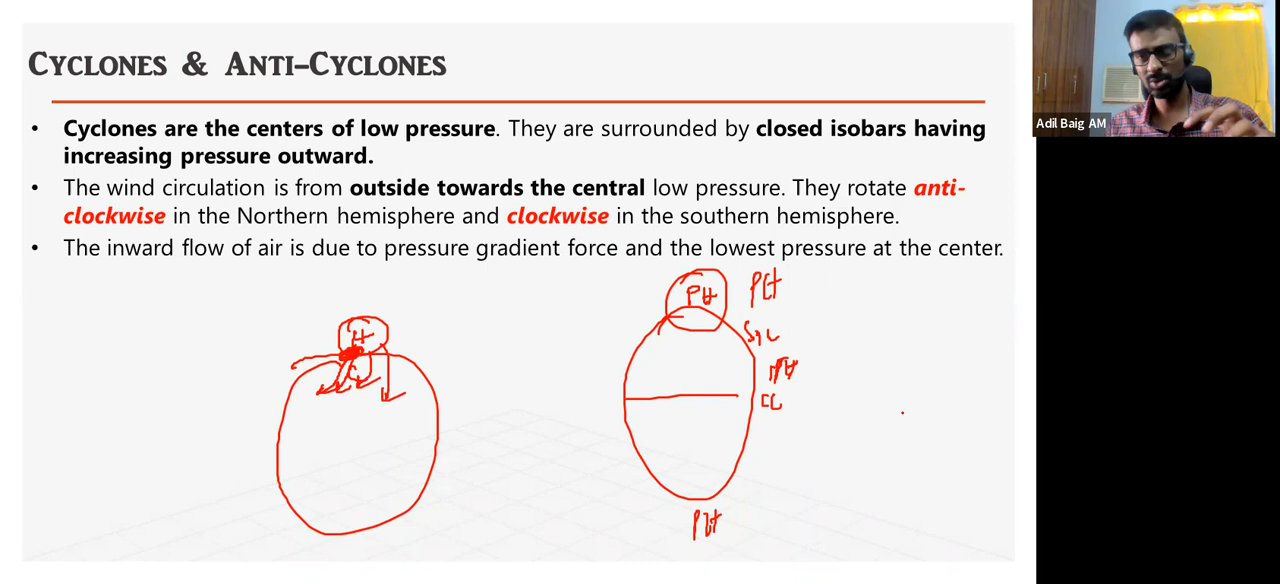 CYCLONES & ANTI–CYCLONES
• Cyclones are the centers of low pressure. They are surrounded by closed isobars having
increasing pressure outward.
• The wind circulation is from outside towards the central low pressure. They rotate anti-
clockwise in the Northern hemisphere and clockwise in the southern hemisphere.
• The inward flow of air is due to pressure gradient force and the lowest pressure at the center.
H
L
PH
Adil Baig AM